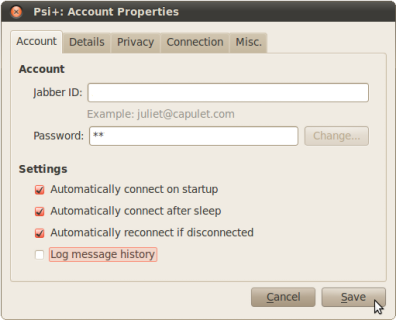 Psi+: Account Properties
Account Details Privacy Connection Misc.
Account
Jabber ID:
Example: juliet@capulet.com
Password: ** Change...
Settings
Automatically connect on startup
Automatically connect after sleep
Automatically reconnect if disconnected
Log message history
Cancel Save